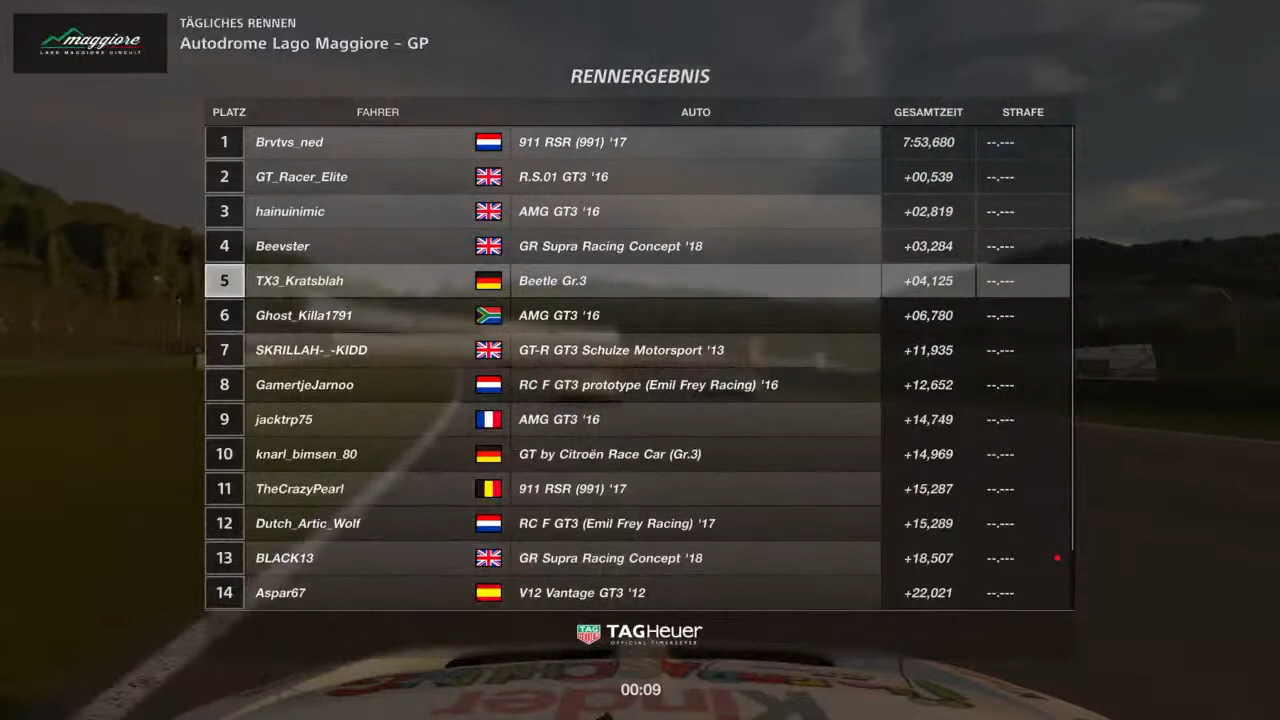 maggiore
LAKE MAGGIORE CIRCUIT
TÄGLICHES RENNEN
Autodrome Lago Maggiore - GP
RENNERGEBNIS
PLATZ FAHRER AUTO GESAMTZEIT STRAFE
1 Brvtvs_ned 911 RSR (991) '17 7:53,680 --,---
2 GT_Racer_Elite R.S.01 GT3 '16 +00,539 --,---
3 hainuinimic AMG GT3 '16 +02,819 --,---
4 Beevster GR Supra Racing Concept '18 +03,284 --,---
5 TX3_Kratsblah Beetle Gr.3 +04,125 --,---
6 Ghost_Killa1791 AMG GT3 '16 +06,780 --,---
7 SKRILLAH-_-KIDD GT-R GT3 Schulze Motorsport '13 +11,935 --,---
8 GamertjeJarnoo RC F GT3 prototype (Emil Frey Racing) '16 +12,652 --,---
9 jacktrp75 AMG GT3 '16 +14,749 --,---
10 knarl_bimsen_80 GT by Citroën Race Car (Gr.3) +14,969 --,---
11 TheCrazyPearl 911 RSR (991) '17 +15,287 --,---
12 Dutch_Artic_Wolf RC F GT3 (Emil Frey Racing) '17 +15,289 --,---
13 BLACK13 GR Supra Racing Concept '18 +18,507 --,---
14 Aspar67 V12 Vantage GT3 '12 +22,021 --,---
TAG HEUER TAGHeuer
OFFICIAL TIMEKEEPER
Kinder
00:09